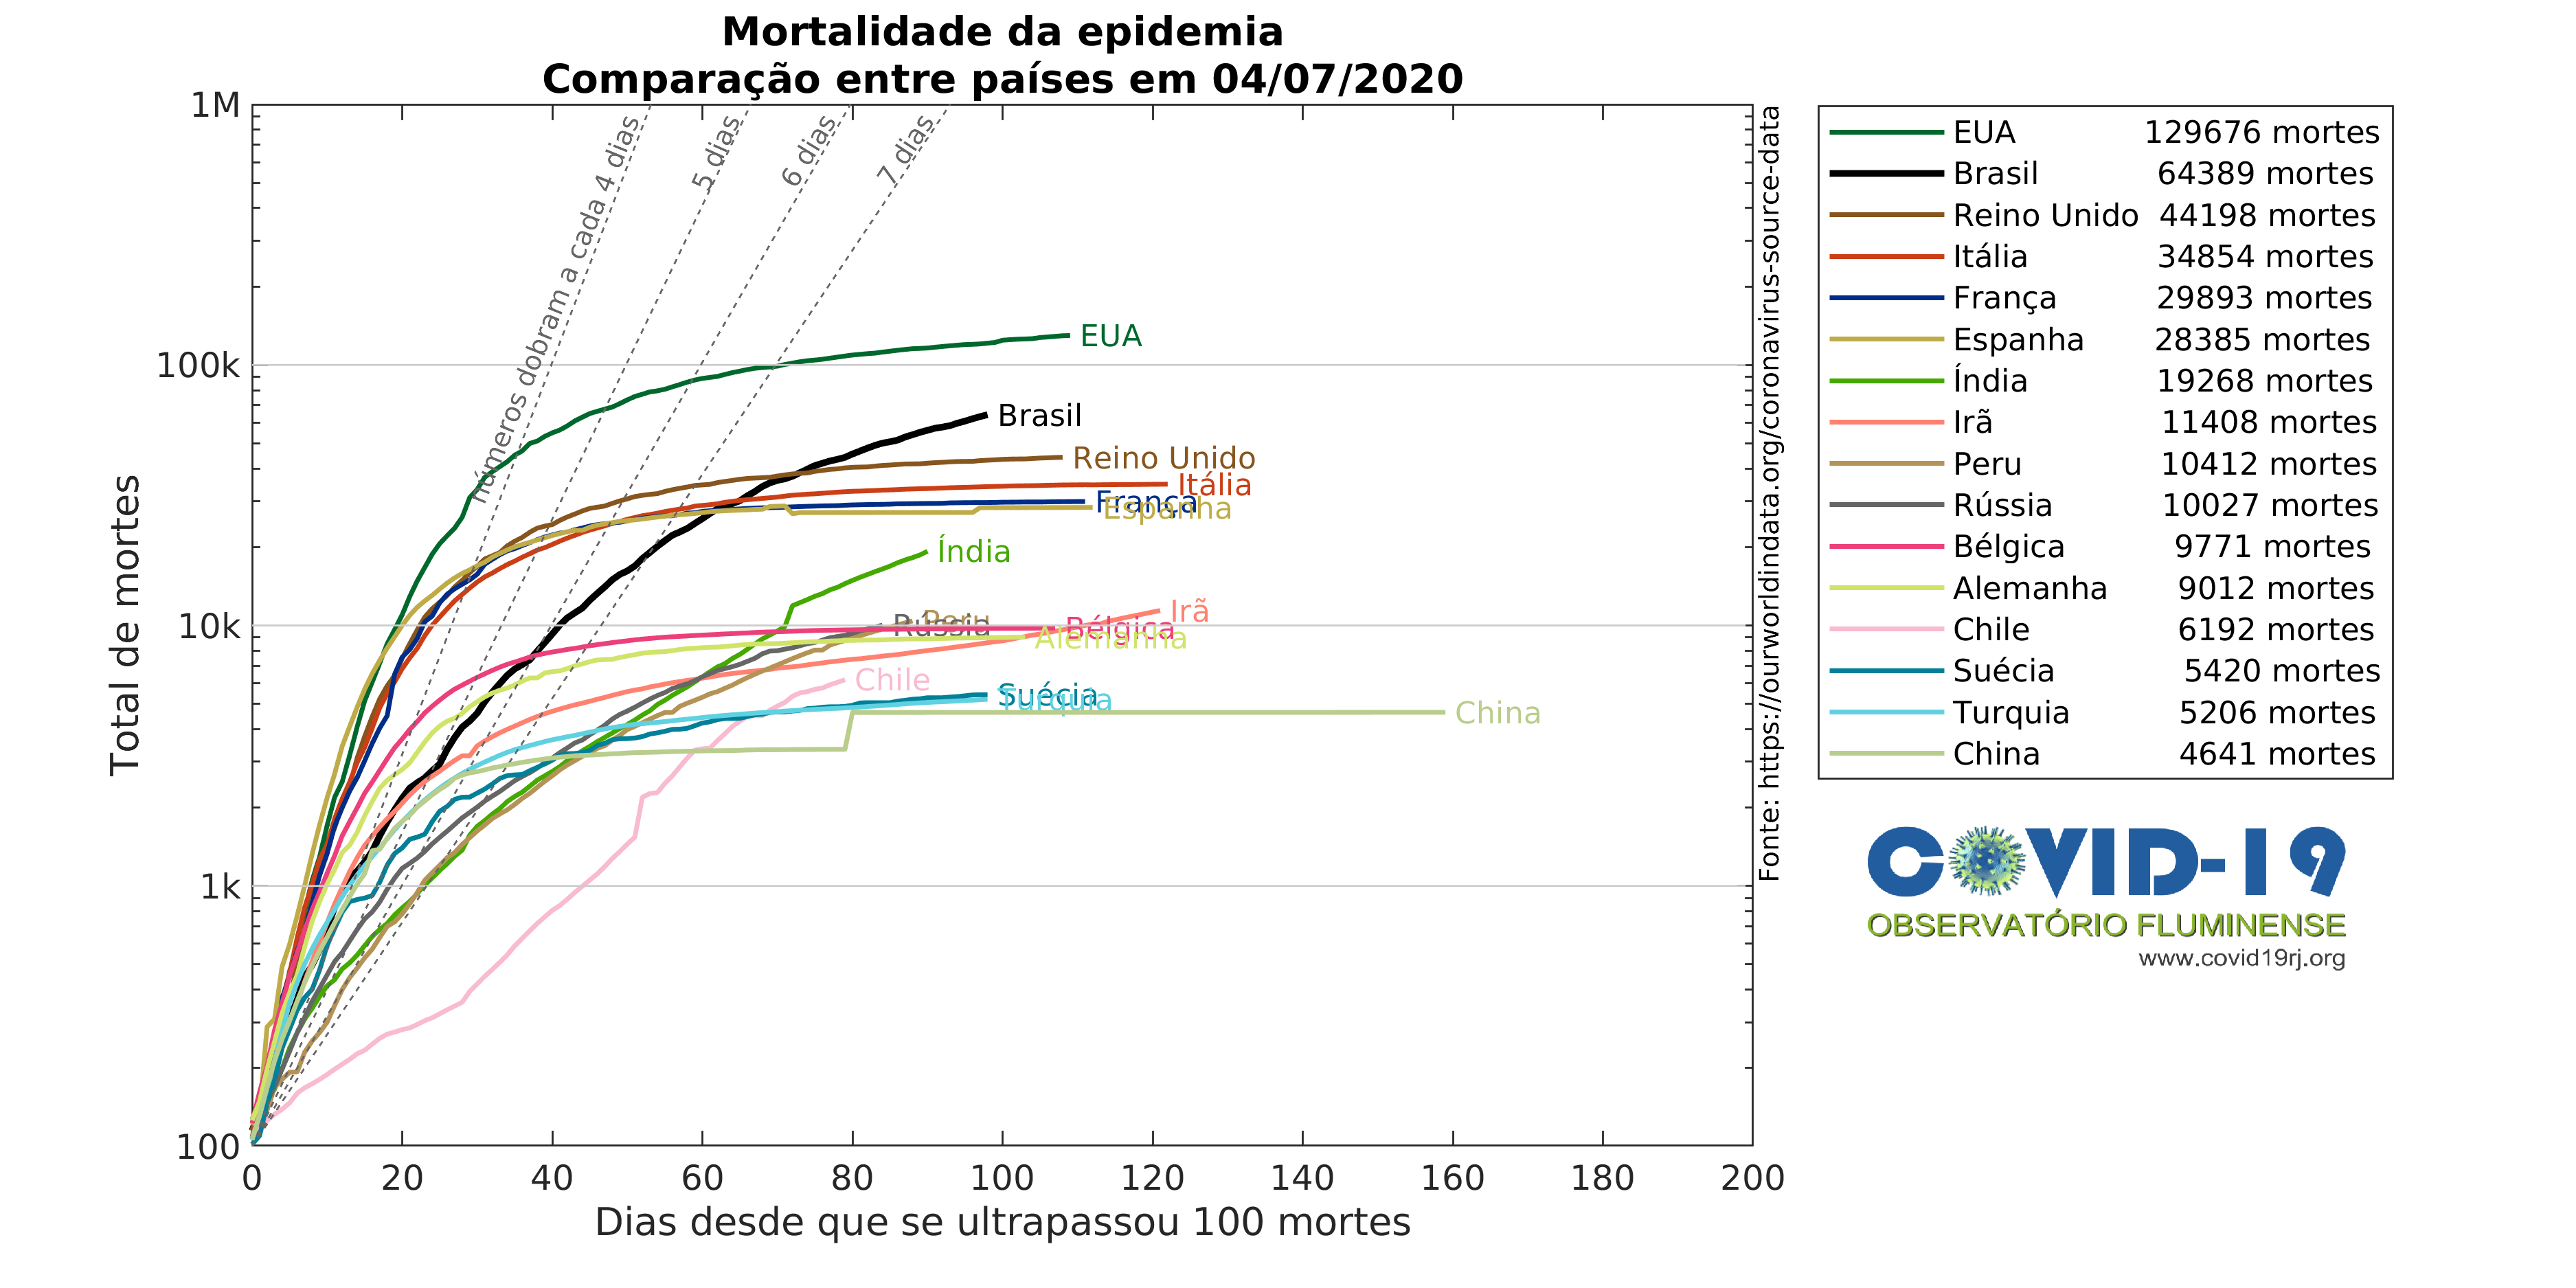 Mortalidade da epidemia
Comparação entre países em 04/07/2020
Total de mortes
1M
100k
10k
1k
100
0 20 40 60 80 100 120 140 160 180 200
Dias desde que se ultrapassou 100 mortes
números dobram a cada 4 dias
5 dias
6 dias
7 dias
EUA
Brasil
Reino Unido
Itália
França
Espanha
Índia
Irã
Peru
Rússia
Bélgica
Alemanha
Chile
Suécia
Turquia
China
Fonte: https://ourworldindata.org/coronavirus-source-data
EUA 129676 mortes
Brasil 64389 mortes
Reino Unido 44198 mortes
Itália 34854 mortes
França 29893 mortes
Espanha 28385 mortes
Índia 19268 mortes
Irã 11408 mortes
Peru 10412 mortes
Rússia 10027 mortes
Bélgica 9771 mortes
Alemanha 9012 mortes
Chile 6192 mortes
Suécia 5420 mortes
Turquia 5206 mortes
China 4641 mortes
COVID-19
OBSERVATÓRIO FLUMINENSE
www.covid19rj.org